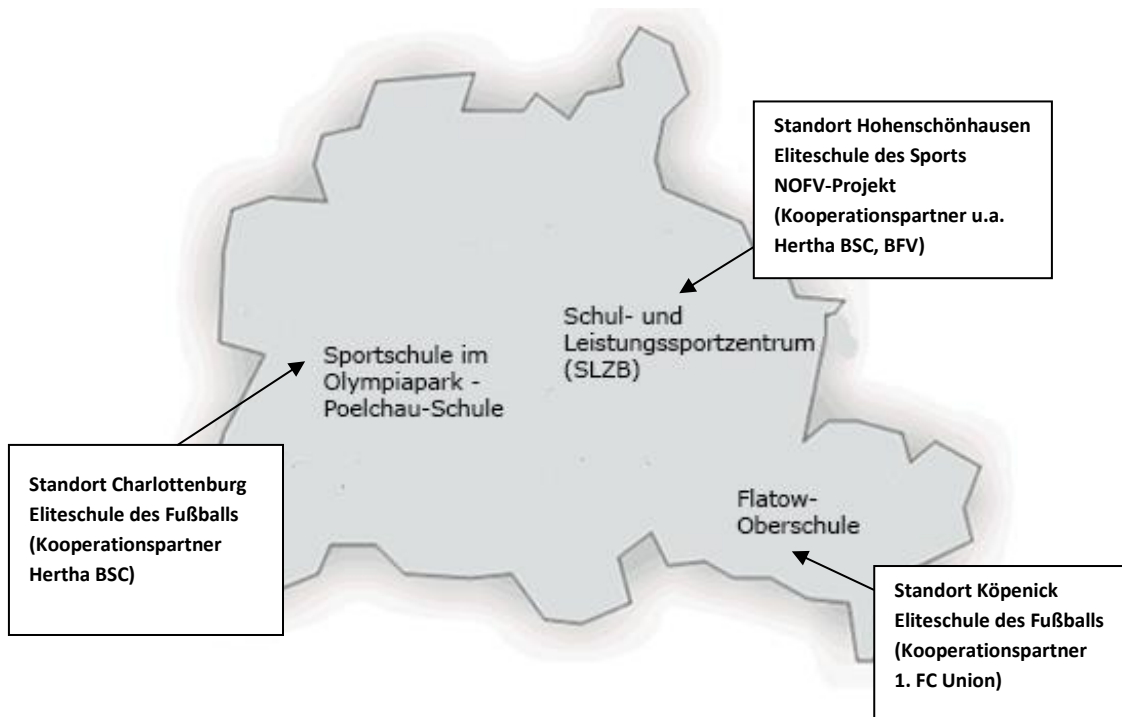 Standort Hohenschönhausen
Eliteschule des Sports
NOFV-Projekt
(Kooperationspartner u.a.
Hertha BSC, BFV)
Schul- und
Leistungssportzentrum
(SLZB)
Sportschule im
Olympiapark -
Poelchau-Schule
Standort Charlottenburg
Eliteschule des Fußballs
(Kooperationspartner
Hertha BSC)
Flatow-
Oberschule
Standort Köpenick
Eliteschule des Fußballs
(Kooperationspartner
1. FC Union)